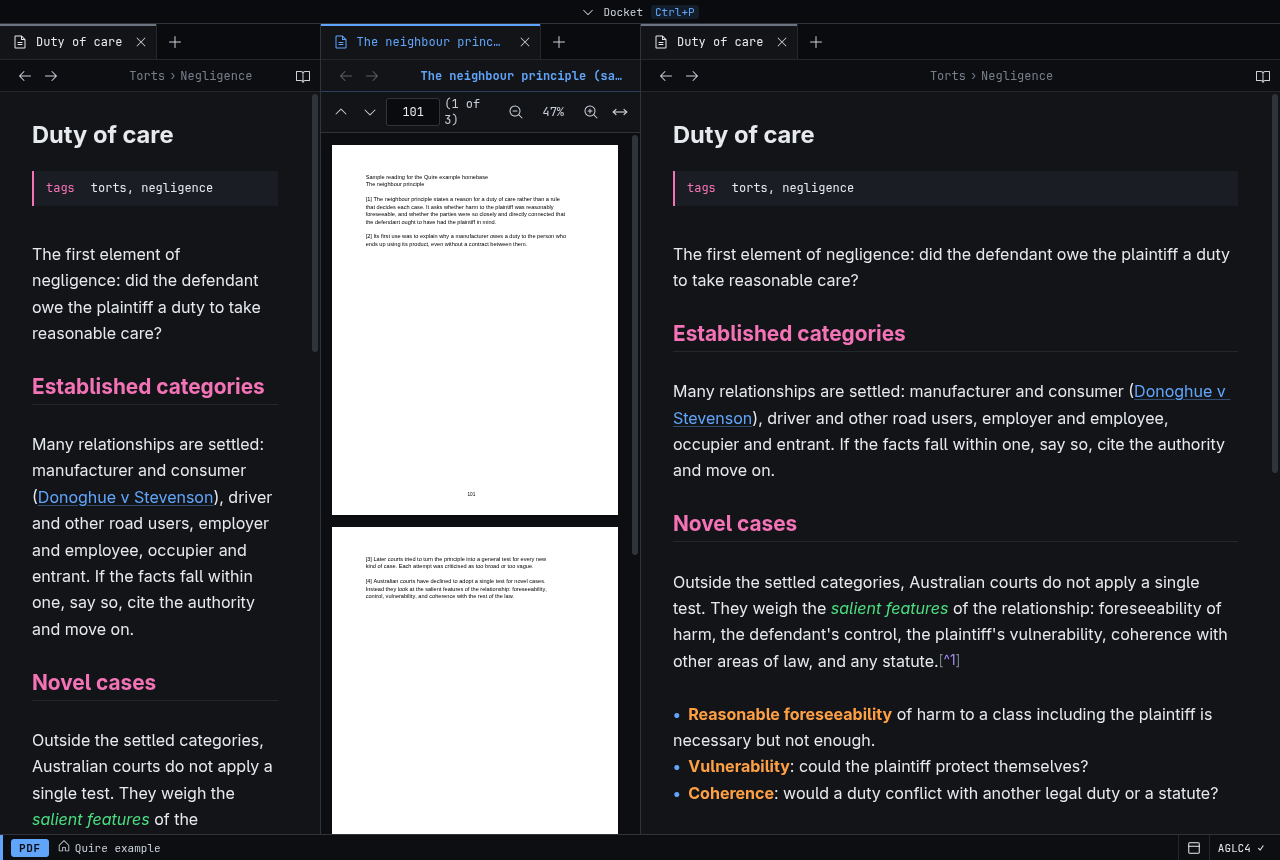 Docket Ctrl+P
Duty of care
Torts › Negligence
Duty of care
tags torts, negligence
The first element of
negligence: did the defendant
owe the plaintiff a duty to take
reasonable care?
Established categories
Many relationships are settled:
manufacturer and consumer
(Donoghue v Stevenson), driver
and other road users, employer
and employee, occupier and
entrant. If the facts fall within
one, say so, cite the authority
and move on.
Novel cases
Outside the settled categories,
Australian courts do not apply a
single test. They weigh the
salient features of the
The neighbour princ…
The neighbour principle (sa…
101 (1 of
3)
47%
Sample reading for the Quire example homebase
The neighbour principle
[1] The neighbour principle states a reason for a duty of care rather than a rule
that decides each case. It asks whether harm to the plaintiff was reasonably
foreseeable, and whether the parties were so closely and directly connected that
the defendant ought to have had the plaintiff in mind.
[2] Its first use was to explain why a manufacturer owes a duty to the person who
ends up using its product, even without a contract between them.
101
[3] Later courts tried to turn the principle into a general test for every new
kind of case. Each attempt was criticised as too broad or too vague.
[4] Australian courts have declined to adopt a single test for novel cases.
Instead they look at the salient features of the relationship: foreseeability,
control, vulnerability, and coherence with the rest of the law.
Duty of care
Torts › Negligence
Duty of care
tags torts, negligence
The first element of negligence: did the defendant owe the plaintiff a duty
to take reasonable care?
Established categories
Many relationships are settled: manufacturer and consumer (Donoghue v
Stevenson), driver and other road users, employer and employee,
occupier and entrant. If the facts fall within one, say so, cite the authority
and move on.
Novel cases
Outside the settled categories, Australian courts do not apply a single
test. They weigh the salient features of the relationship: foreseeability of
harm, the defendant's control, the plaintiff's vulnerability, coherence with
other areas of law, and any statute.[^1]
• Reasonable foreseeability of harm to a class including the plaintiff is
necessary but not enough.
• Vulnerability: could the plaintiff protect themselves?
• Coherence: would a duty conflict with another legal duty or a statute?
PDF Quire example
AGLC4 ✓